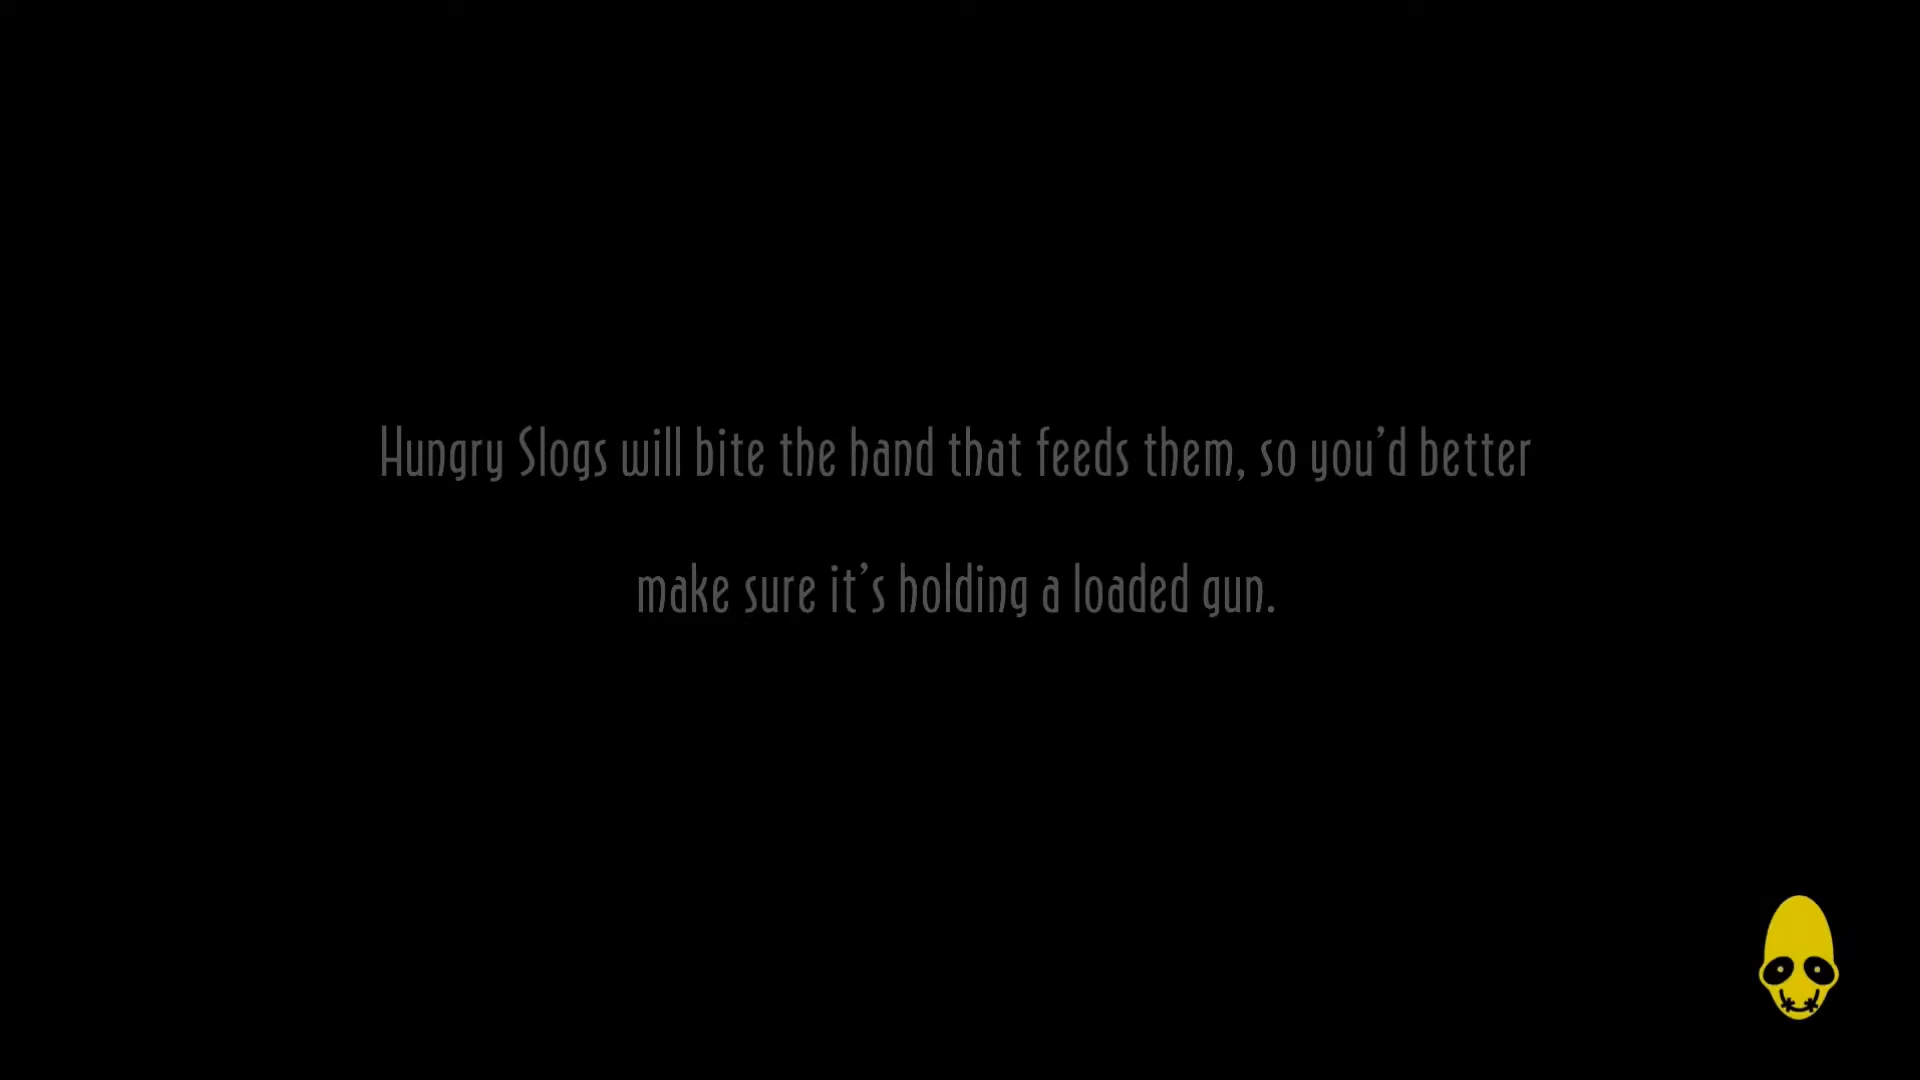 Hungry Slogs will bite the hand that feeds them, so you’d better
make sure it’s holding a loaded gun.